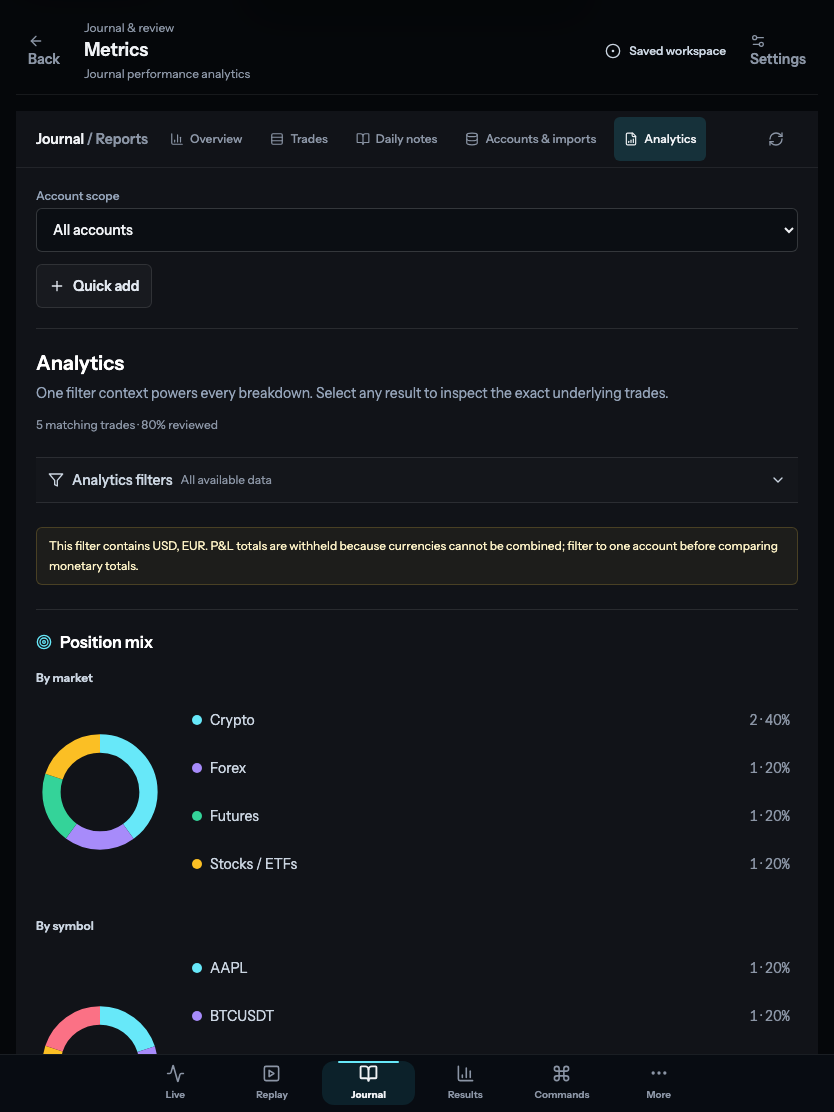 Journal & review
Back
Metrics
Journal performance analytics
Saved workspace
Settings
Journal / Reports
Overview
Trades
Daily notes
Accounts & imports
Analytics
Account scope
All accounts
Quick add
Analytics
One filter context powers every breakdown. Select any result to inspect the exact underlying trades.
5 matching trades · 80% reviewed
Analytics filters All available data
This filter contains USD, EUR. P&L totals are withheld because currencies cannot be combined; filter to one account before comparing
monetary totals.
Position mix
By market
Crypto 2 · 40%
Forex 1 · 20%
Futures 1 · 20%
Stocks / ETFs 1 · 20%
By symbol
AAPL 1 · 20%
BTCUSDT 1 · 20%
Live
Replay
Journal
Results
Commands
More